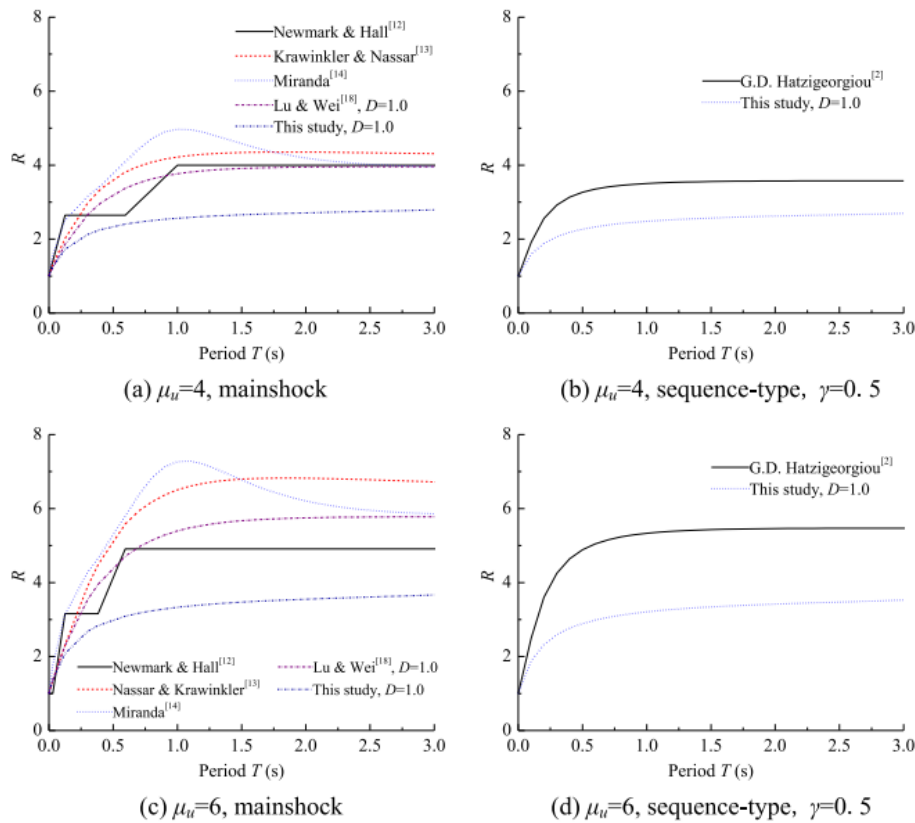 8
6
4
2
0
R
Newmark & Hall[12]
Krawinkler & Nassar[13]
Miranda[14]
Lu & Wei[18], D=1.0
This study, D=1.0
0.0 0.5 1.0 1.5 2.0 2.5 3.0
Period T (s)
(a) μu=4, mainshock
8
6
4
2
0
R
G.D. Hatzigeorgiou[2]
This study, D=1.0
0.0 0.5 1.0 1.5 2.0 2.5 3.0
Period T (s)
(b) μu=4, sequence-type, γ=0. 5
8
6
4
2
0
R
Newmark & Hall[12]
Nassar & Krawinkler[13]
Miranda[14]
Lu & Wei[18], D=1.0
This study, D=1.0
0.0 0.5 1.0 1.5 2.0 2.5 3.0
Period T (s)
(c) μu=6, mainshock
8
6
4
2
0
R
G.D. Hatzigeorgiou[2]
This study, D=1.0
0.0 0.5 1.0 1.5 2.0 2.5 3.0
Period T (s)
(d) μu=6, sequence-type, γ=0. 5